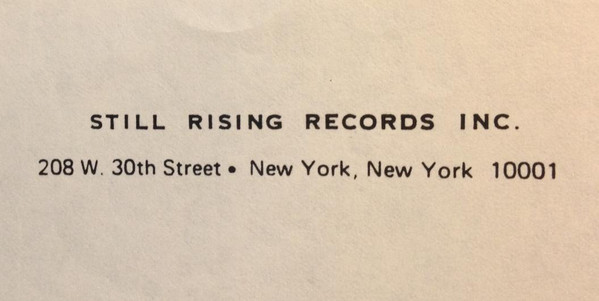 STILL RISING RECORDS INC.
208 W. 30th Street • New York, New York 10001